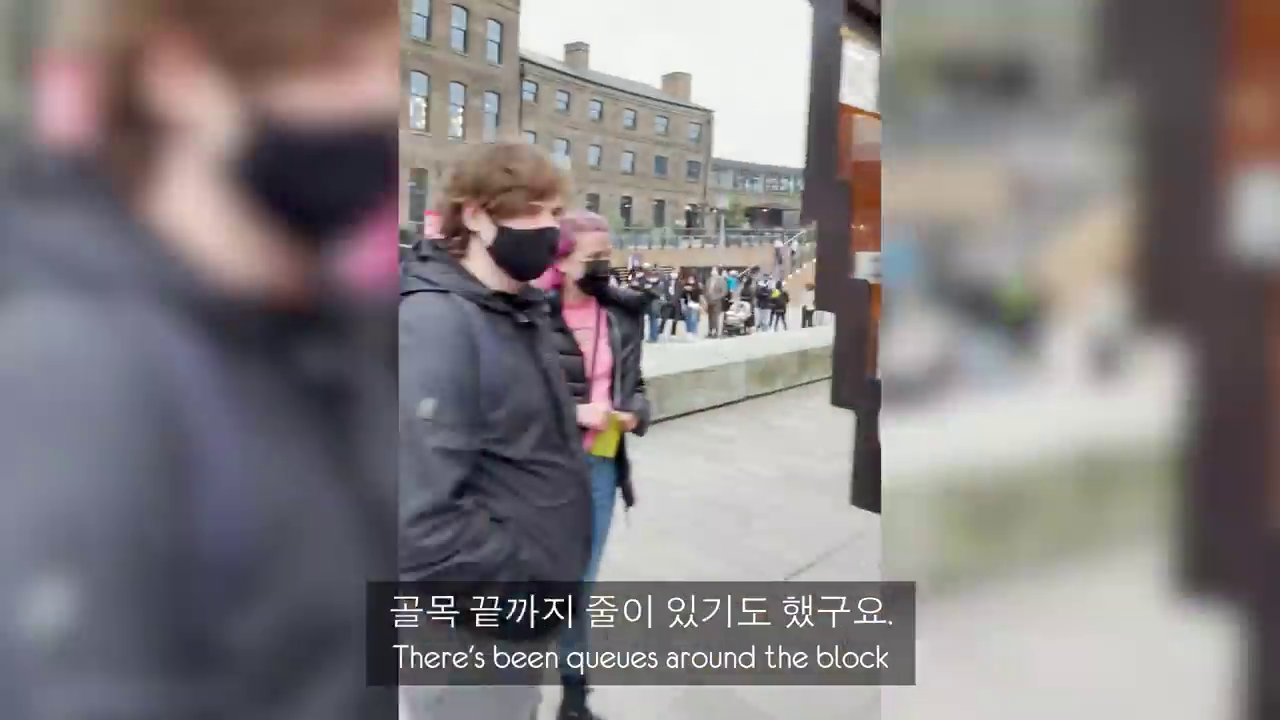 골목 끝까지 줄이 있기도 했구요.
There's been queues around the block